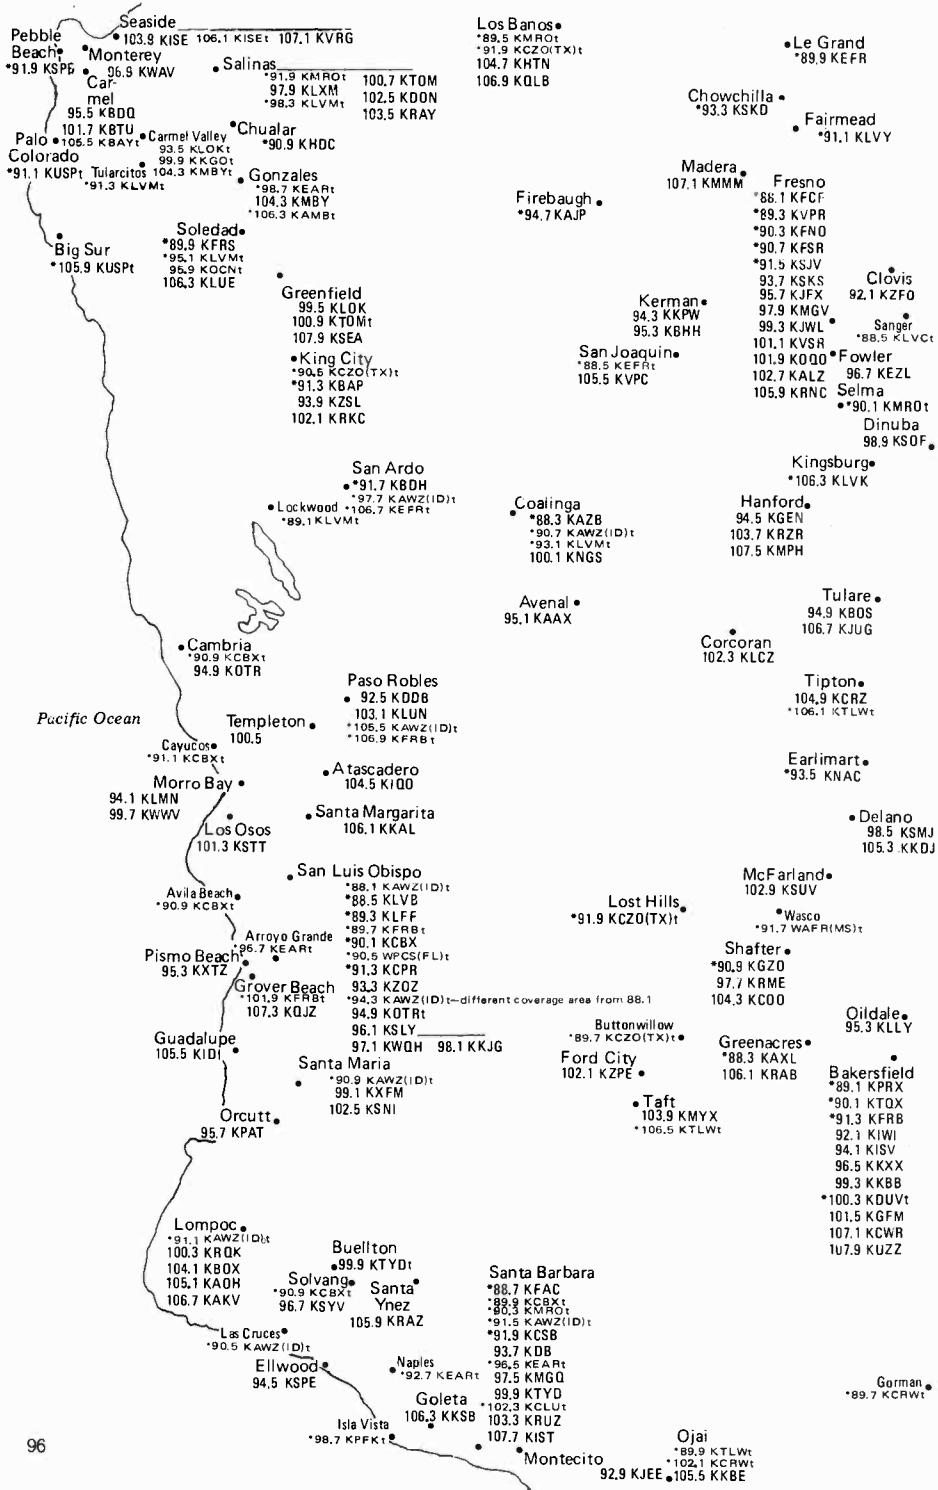 Seaside
103.9 KISE 106.1 KISEt 107.1 KVRG
Pebble
Beach
*91.9 KSPB
Monterey
96.9 KWAV
Car-
mel
95.5 KBDQ
101.7 KBTU
105.5 KBAYt
Salinas
*91.9 KMROt
97.9 KLXM
*98.3 KLVMt
100.7 KTOM
102.5 KDON
103.5 KRAY
Palo
Colorado
*91.1 KUSPt
Carmel Valley
93.5 KLOKt
99.9 KKGOt
104.3 KMBYt
Tularcitos
*91.3 KLVMt
Chualar
*90.9 KHDC
Gonzales
*98.7 KEARt
104.3 KMBY
*106.3 KAMBt
Big Sur
*105.9 KUSPt
Soledad
*89.9 KFRS
*95.1 KLVMt
95.9 KOCNt
106.3 KLUE
Greenfield
99.5 KLOK
100.9 KTOMt
107.9 KSEA
King City
*90.5 KCZO(TX)t
*91.3 KBAP
93.9 KZSL
102.1 KRKC
San Ardo
*91.7 KBDH
*97.7 KAWZ(ID)t
*106.7 KEFRt
Lockwood
*89.1 KLVMt
Los Banos
*89.5 KMROt
*91.9 KCZO(TX)t
104.7 KHTN
106.9 KQLB
Le Grand
*89.9 KEFR
Chowchilla
*93.3 KSKD
Fairmead
*91.1 KLVY
Madera
107.1 KMMM
Firebaugh
*94.7 KAJP
Fresno
*88.1 KFCF
*89.3 KVPR
*90.3 KFNO
*90.7 KFSR
*91.5 KSJV
93.7 KSKS
95.7 KJFX
97.9 KMGV
99.3 KJWL
101.1 KVSR
101.9 KOQO
102.7 KALZ
105.9 KRNC
Clovis
92.1 KZFO
Sanger
*88.5 KLVCt
Kerman
94.3 KKPW
95.3 KBHH
San Joaquin
*88.5 KEFRt
105.5 KVPC
Fowler
96.7 KEZL
Selma
*90.1 KMROt
Dinuba
98.9 KSOF
Kingsburg
*106.3 KLVK
Coalinga
*88.3 KAZB
*90.7 KAWZ(ID)t
*93.1 KLVMt
100.1 KNGS
Hanford
94.5 KGEN
103.7 KRZR
107.5 KMPH
Avenal
95.1 KAAX
Tulare
94.9 KBOS
106.7 KJUG
Corcoran
102.3 KLCZ
Tipton
104.9 KCRZ
*106.1 KTLWt
Cambria
*90.9 KCBXt
94.9 KOTR
Paso Robles
92.5 KDDB
103.1 KLUN
*105.5 KAWZ(ID)t
*106.9 KFRBt
Pacific Ocean
Templeton
100.5
Cayucos
*91.1 KCBXt
Atascadero
104.5 KIQO
Earlimart
*93.5 KNAC
Morro Bay
94.1 KLMN
99.7 KWWV
Los Osos
101.3 KSTT
Santa Margarita
106.1 KKAL
Delano
98.5 KSMJ
105.3 KKDJ
San Luis Obispo
*88.1 KAWZ(ID)t
*88.5 KLVB
*89.3 KLFF
*89.7 KFRBt
*90.1 KCBX
*90.5 WPCS(FL)t
*91.3 KCPR
93.3 KZOZ
*94.3 KAWZ(ID)t—different coverage area from 88.1
94.9 KOTRt
96.1 KSLY
97.1 KWQH 98.1 KKJG
Avila Beach
*90.9 KCBXt
Arroyo Grande
*96.7 KEARt
Pismo Beach
95.3 KXTZ
Grover Beach
*101.9 KFRBt
107.3 KQJZ
McFarland
102.9 KSUV
Lost Hills
*91.9 KCZO(TX)t
Wasco
*91.7 WAFR(MS)t
Shafter
*90.9 KGZO
97.7 KRME
104.3 KCOO
Oildale
95.3 KLLY
Buttonwillow
*89.7 KCZO(TX)t
Greenacres
*88.3 KAXL
106.1 KRAB
Guadalupe
105.5 KIDI
Santa Maria
*90.9 KAWZ(ID)t
99.1 KXFM
102.5 KSNI
Ford City
102.1 KZPE
Taft
103.9 KMYX
*106.5 KTLWt
Bakersfield
*89.1 KPRX
*90.1 KTQX
*91.3 KFRB
92.1 KIWI
94.1 KISV
96.5 KKXX
99.3 KKBB
*100.3 KDUVt
101.5 KGFM
107.1 KCWR
107.9 KUZZ
Orcutt
95.7 KPAT
Lompoc
*91.1 KAWZ(ID)t
100.3 KRQK
104.1 KBOX
105.1 KAOH
106.7 KAKV
Buellton
99.9 KTYDt
Solvang
*90.9 KCBXt
96.7 KSYV
Santa
Ynez
105.9 KRAZ
Santa Barbara
*88.7 KFAC
*89.9 KCBXt
*90.3 KMROt
*91.5 KAWZ(ID)t
*91.9 KCSB
93.7 KDB
*96.5 KEARt
97.5 KMGQ
99.9 KTYD
*102.3 KCLUt
103.3 KRUZ
107.7 KIST
Las Cruces
*90.5 KAWZ(ID)t
Ellwood
94.5 KSPE
Naples
*92.7 KEARt
Goleta
106.3 KKSB
Isla Vista
*98.7 KPFKt
Gorman
*89.7 KCRWt
Montecito
92.9 KJEE
Ojai
*89.9 KTLWt
*102.1 KCRWt
105.5 KKBE
96